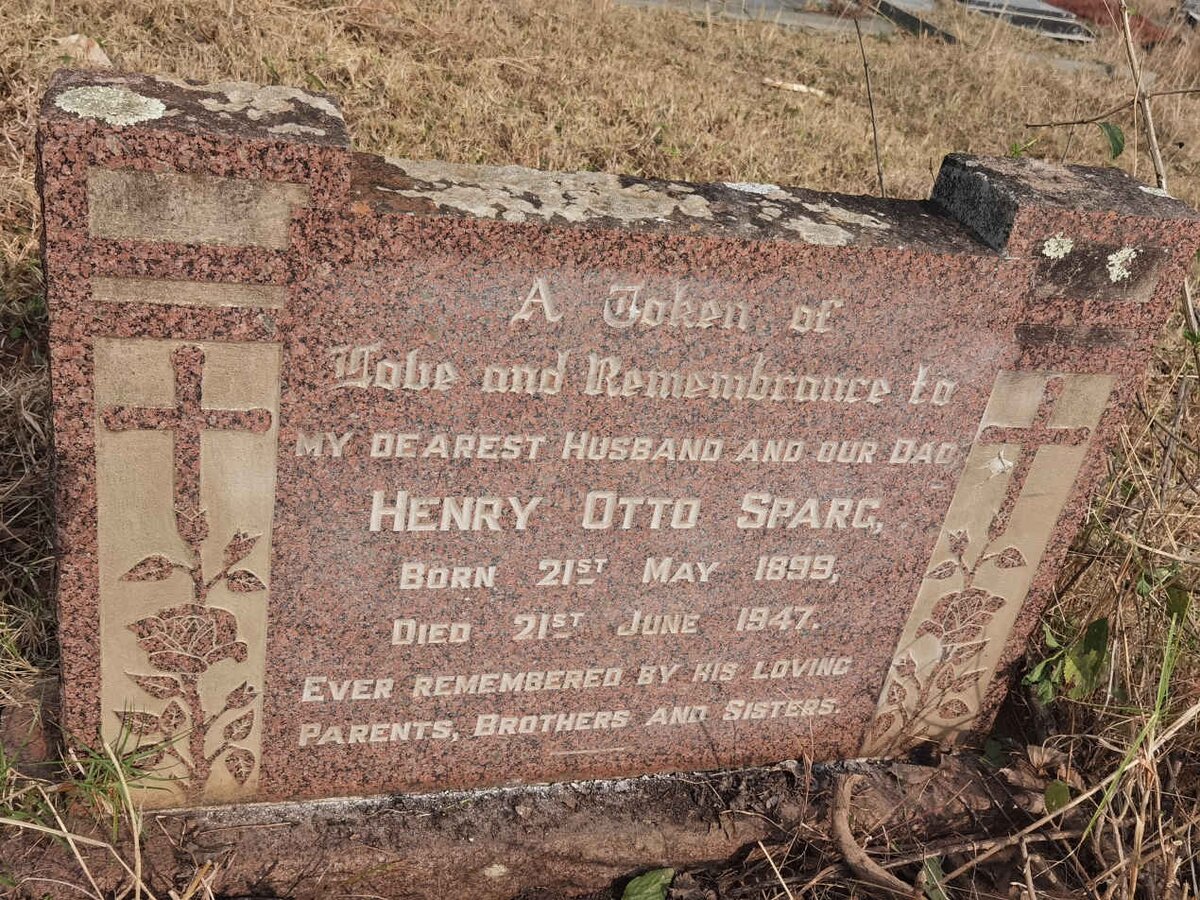 A Token of
Love and Remembrance to
MY DEAREST HUSBAND AND OUR DAD
HENRY OTTO SPARG,
BORN 21ST MAY 1899,
DIED 21ST JUNE 1947.
EVER REMEMBERED BY HIS LOVING
PARENTS, BROTHERS AND SISTERS.